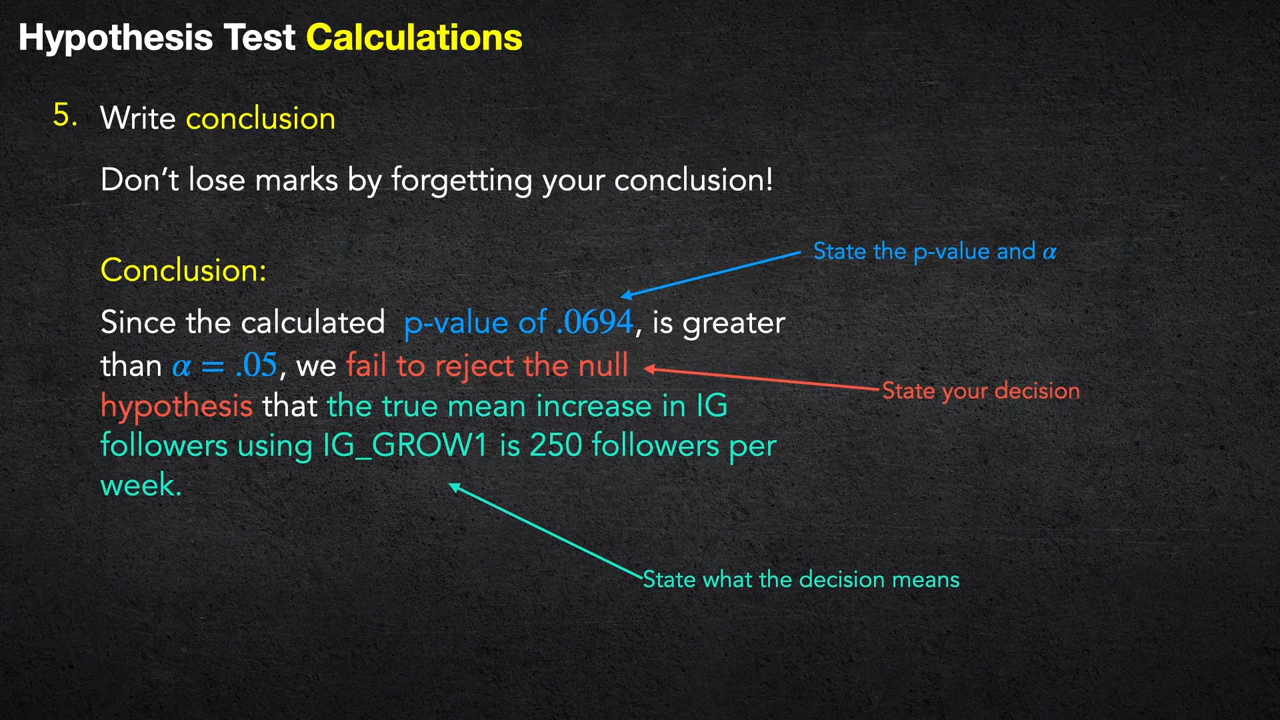 Hypothesis Test Calculations
5. Write conclusion
Don't lose marks by forgetting your conclusion!
State the p-value and α
Conclusion:
Since the calculated p-value of .0694, is greater
than α = .05, we fail to reject the null
State your decision
hypothesis that the true mean increase in IG
followers using IG_GROW1 is 250 followers per
week.
State what the decision means